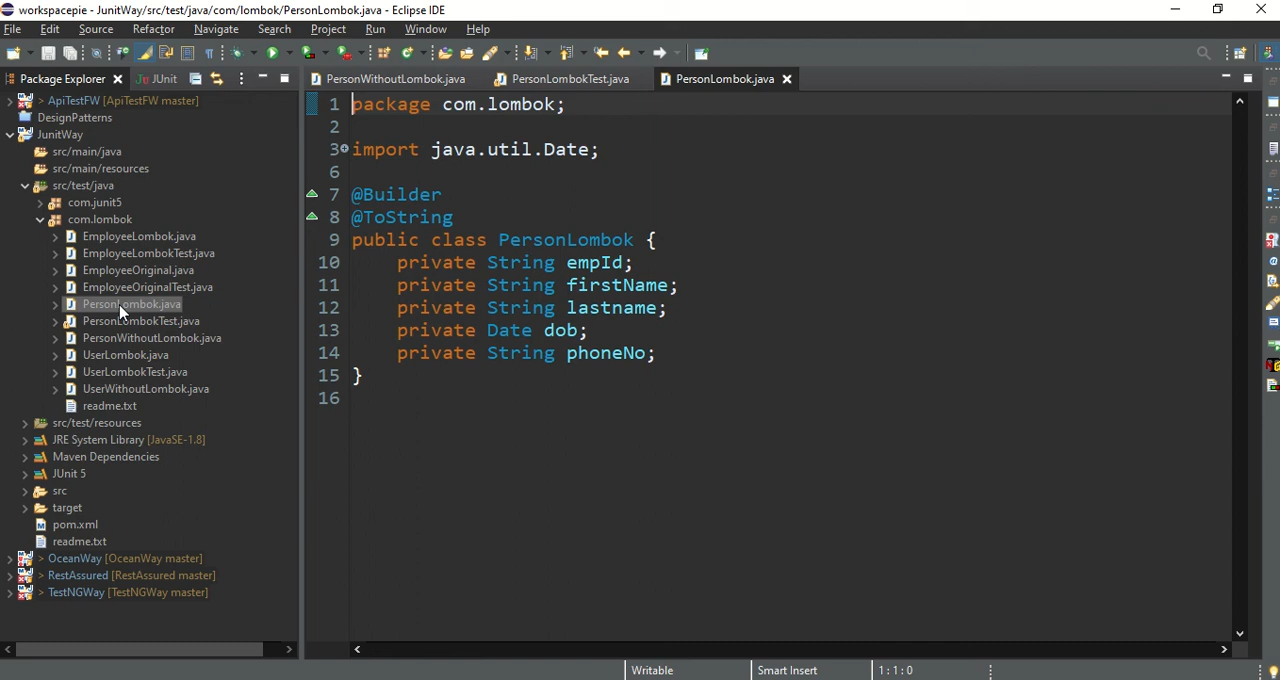 workspacepie - JunitWay/src/test/java/com/lombok/PersonLombok.java - Eclipse IDE
File Edit Source Refactor Navigate Search Project Run Window Help
Package Explorer JUnit
PersonWithoutLombok.java PersonLombokTest.java PersonLombok.java
> ApiTestFW [ApiTestFW master]
DesignPatterns
JunitWay
src/main/java
src/main/resources
src/test/java
com.junit5
com.lombok
EmployeeLombok.java
EmployeeLombokTest.java
EmployeeOriginal.java
EmployeeOriginalTest.java
PersonLombok.java
PersonLombokTest.java
PersonWithoutLombok.java
UserLombok.java
UserLombokTest.java
UserWithoutLombok.java
readme.txt
src/test/resources
JRE System Library [JavaSE-1.8]
Maven Dependencies
JUnit 5
src
target
pom.xml
readme.txt
> OceanWay [OceanWay master]
> RestAssured [RestAssured master]
> TestNGWay [TestNGWay master]
1 package com.lombok;
2
3 import java.util.Date;
6
7 @Builder
8 @ToString
9 public class PersonLombok {
10 private String empId;
11 private String firstName;
12 private String lastname;
13 private Date dob;
14 private String phoneNo;
15 }
16
Writable Smart Insert 1:1:0